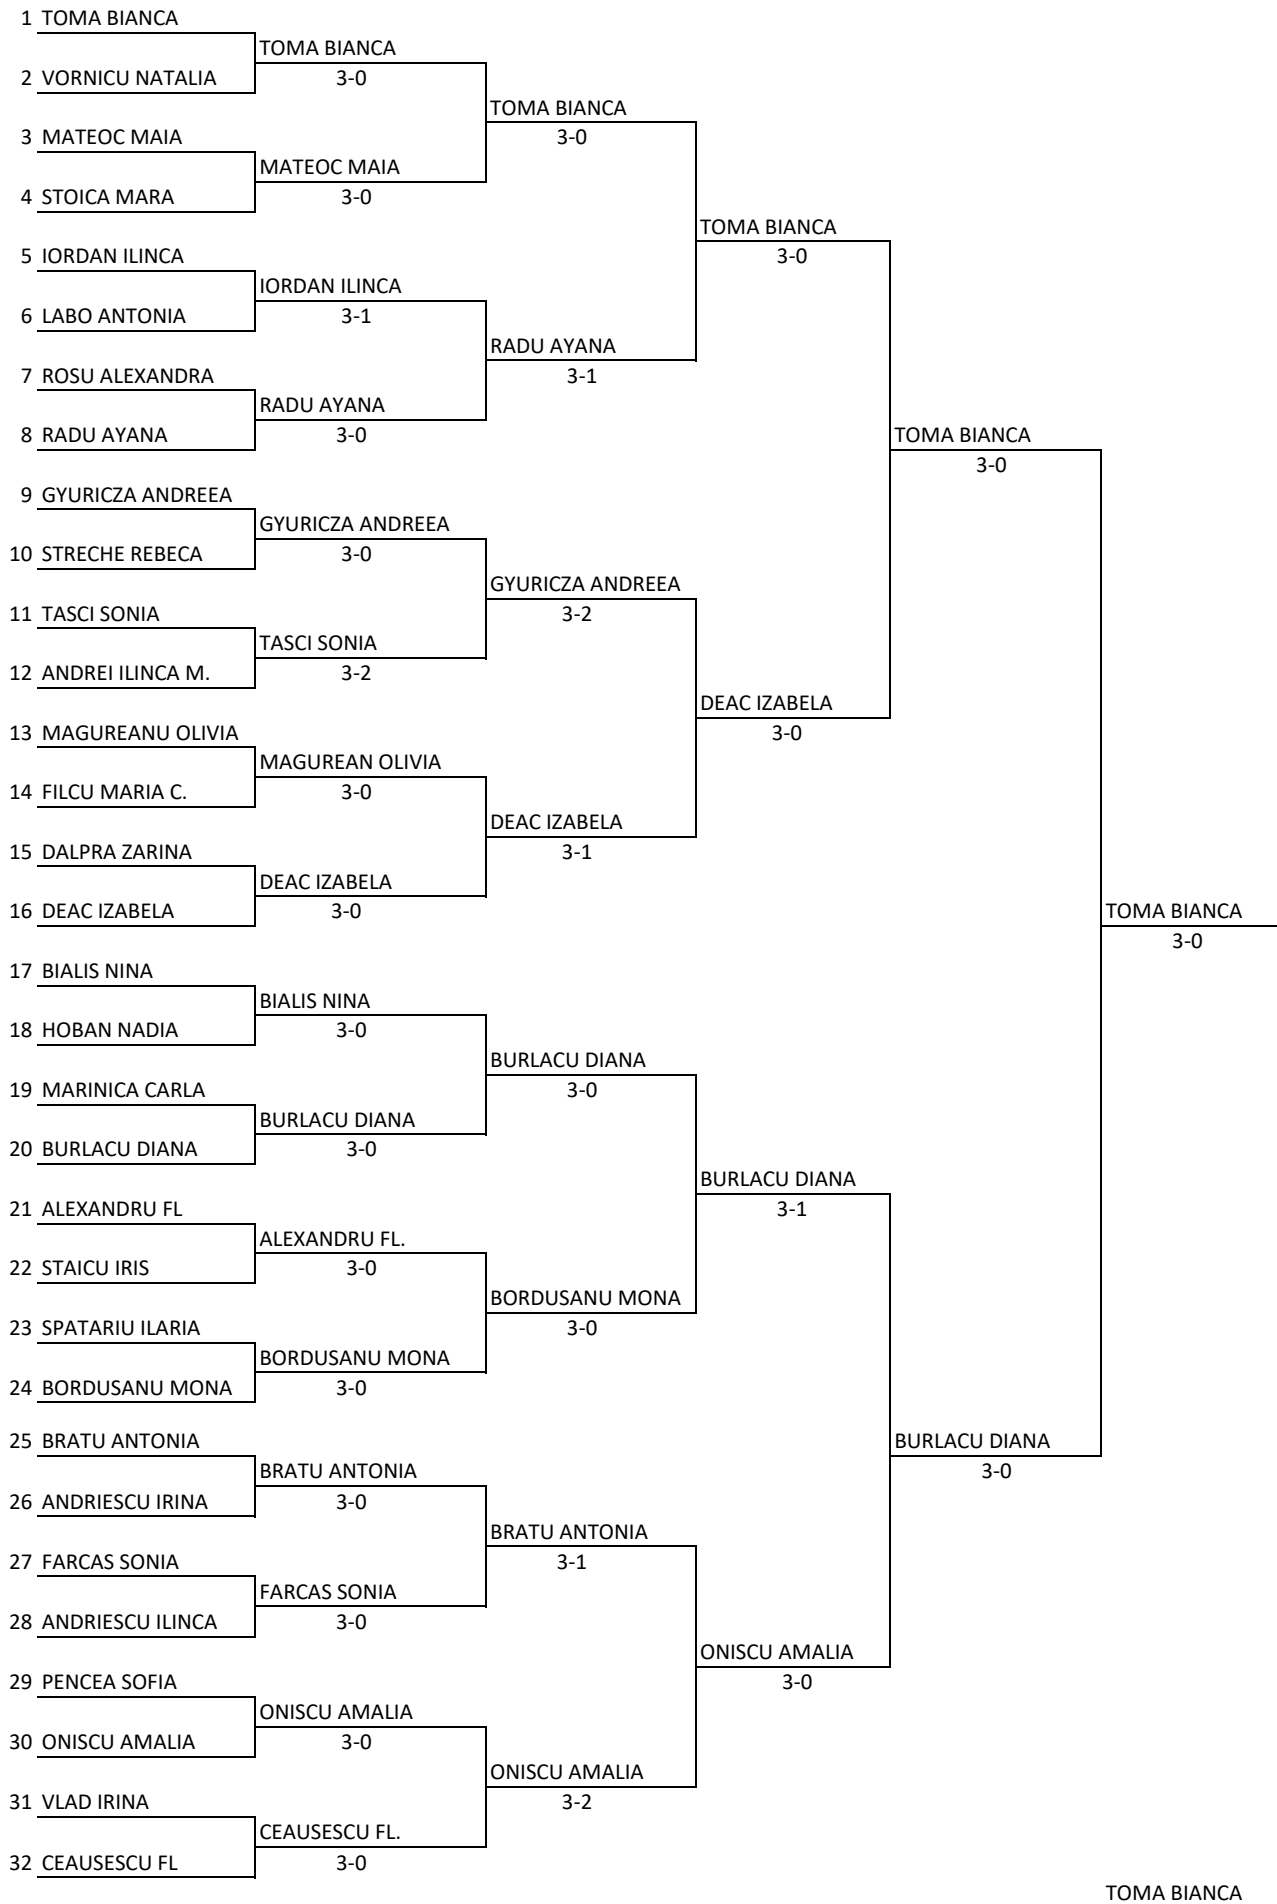 1 TOMA BIANCA
TOMA BIANCA
2 VORNICU NATALIA
3-0
TOMA BIANCA
3 MATEOC MAIA
3-0
MATEOC MAIA
4 STOICA MARA
3-0
TOMA BIANCA
5 IORDAN ILINCA
3-0
IORDAN ILINCA
6 LABO ANTONIA
3-1
RADU AYANA
7 ROSU ALEXANDRA
3-1
RADU AYANA
8 RADU AYANA
3-0
TOMA BIANCA
3-0
9 GYURICZA ANDREEA
GYURICZA ANDREEA
10 STRECHE REBECA
3-0
GYURICZA ANDREEA
11 TASCI SONIA
3-2
TASCI SONIA
12 ANDREI ILINCA M.
3-2
DEAC IZABELA
13 MAGUREANU OLIVIA
3-0
MAGUREAN OLIVIA
14 FILCU MARIA C.
3-0
DEAC IZABELA
15 DALPRA ZARINA
3-1
DEAC IZABELA
16 DEAC IZABELA
3-0
TOMA BIANCA
3-0
17 BIALIS NINA
BIALIS NINA
18 HOBAN NADIA
3-0
BURLACU DIANA
19 MARINICA CARLA
3-0
BURLACU DIANA
20 BURLACU DIANA
3-0
BURLACU DIANA
21 ALEXANDRU FL
3-1
ALEXANDRU FL.
22 STAICU IRIS
3-0
BORDUSANU MONA
23 SPATARIU ILARIA
3-0
BORDUSANU MONA
24 BORDUSANU MONA
3-0
25 BRATU ANTONIA
BURLACU DIANA
BRATU ANTONIA
3-0
26 ANDRIESCU IRINA
3-0
BRATU ANTONIA
27 FARCAS SONIA
3-1
FARCAS SONIA
28 ANDRIESCU ILINCA
3-0
ONISCU AMALIA
29 PENCEA SOFIA
3-0
ONISCU AMALIA
30 ONISCU AMALIA
3-0
ONISCU AMALIA
31 VLAD IRINA
3-2
CEAUSESCU FL.
32 CEAUSESCU FL
3-0
TOMA BIANCA